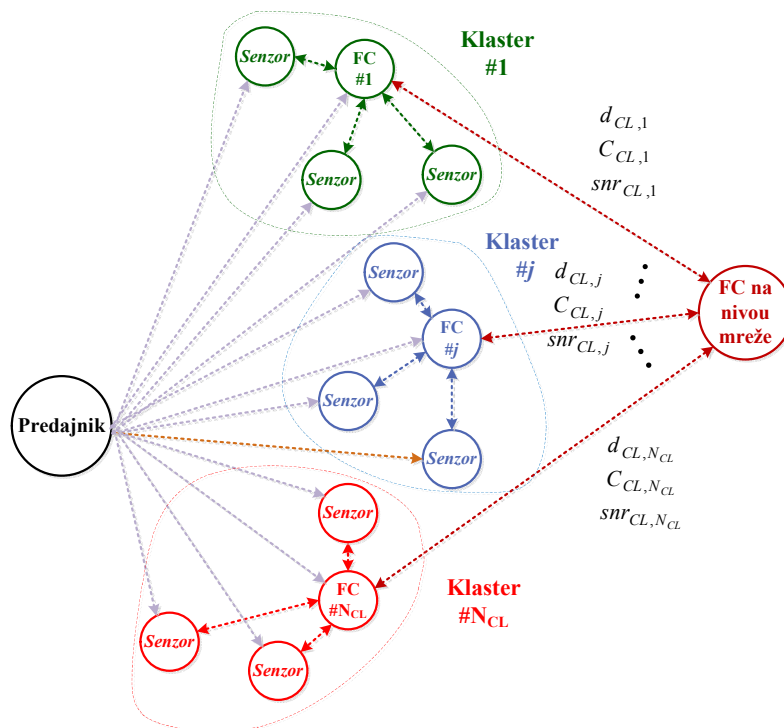 Klaster
#1
Senzor
FC
#1
Senzor
Senzor
d_{CL,1}
C_{CL,1}
snr_{CL,1}
Klaster
#j
Senzor
FC
#j
Senzor
Senzor
d_{CL,j}
C_{CL,j}
snr_{CL,j}
FC na
nivou
mreže
Predajnik
d_{CL,N_{CL}}
C_{CL,N_{CL}}
snr_{CL,N_{CL}}
Senzor
FC
#N_{CL}
Senzor
Senzor
Klaster
#N_{CL}